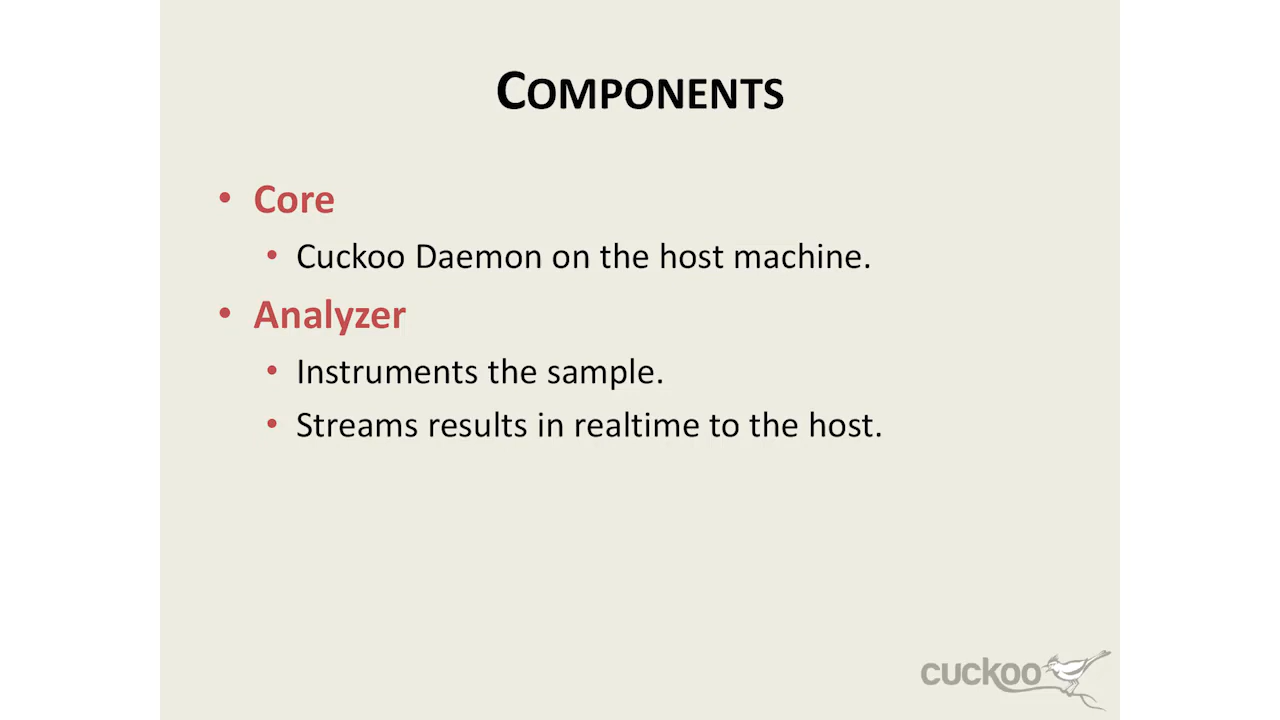 COMPONENTS
• Core
• Cuckoo Daemon on the host machine.
• Analyzer
• Instruments the sample.
• Streams results in realtime to the host.
cuckoo